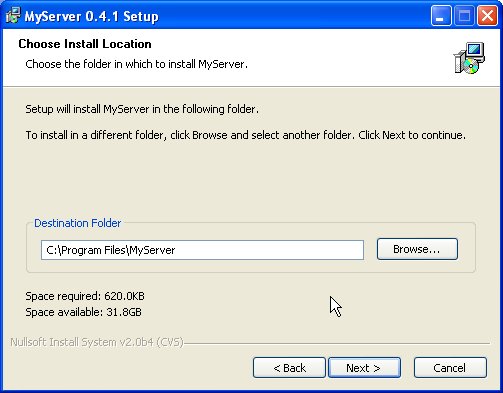 MyServer 0.4.1 Setup
Choose Install Location
Choose the folder in which to install MyServer.
Setup will install MyServer in the following folder.
To install in a different folder, click Browse and select another folder. Click Next to continue.
Destination Folder
C:\Program Files\MyServer
Browse...
Space required: 620.0KB
Space available: 31.8GB
Nullsoft Install System v2.0b4 (CVS)
< Back
Next >
Cancel